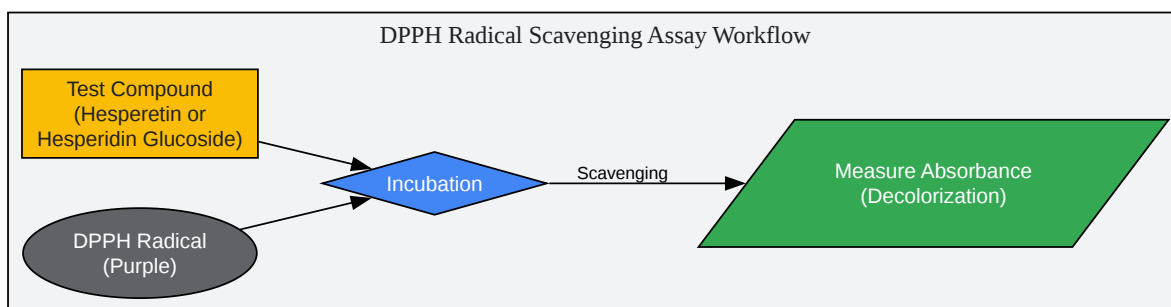 DPPH Radical Scavenging Assay Workflow
Test Compound
(Hesperetin or
Hesperidin Glucoside)
Incubation
Scavenging
Measure Absorbance
(Decolorization)
DPPH Radical
(Purple)